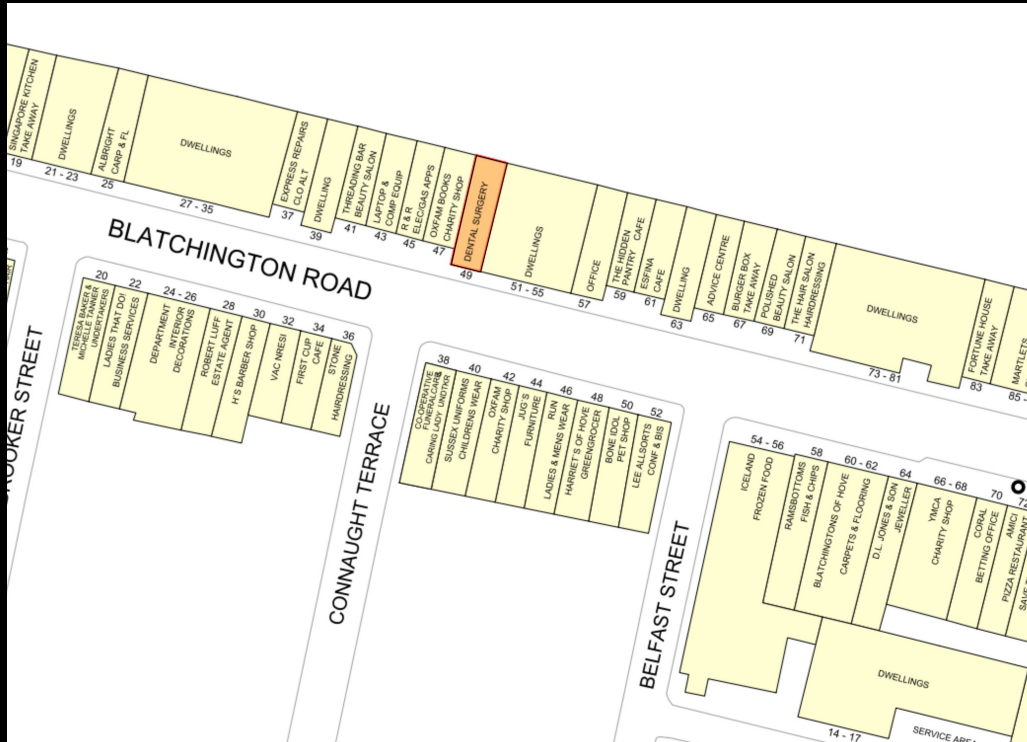 SINGAPORE KITCHEN
TAKE AWAY
19
DWELLINGS
21 - 23
ALBRIGHT
CARP & FL
25
DWELLINGS
27 - 35
EXPRESS REPAIRS
CLO ALT
37
DWELLING
39
THREADING BAR
BEAUTY SALON
41
LAPTOP &
COMP EQUIP
43
R & R
ELEC/GAS APPS
45
OXFAM BOOKS
CHARITY SHOP
47
DENTAL SURGERY
49
DWELLINGS
51 - 55
OFFICE
57
THE HIDDEN
PANTRY CAFE
59
ESFINA
CAFE
61
DWELLING
63
ADVICE CENTRE
65
BURGER BOX
TAKE AWAY
67
POLISHED
BEAUTY SALON
69
THE HAIR SALON
HAIRDRESSING
71
DWELLINGS
73 - 81
FORTUNE HOUSE
TAKE AWAY
83
MARTLETS
85 -
BLATCHINGTON ROAD
20
TERESA BAKER &
MICHELLE TANNER
UNDERTAKERS
22
LADIES THAT DO!
BUSINESS SERVICES
24 - 26
DEPARTMENT
INTERIOR
DECORATIONS
28
ROBERT LUFF
ESTATE AGENT
30
H'S BARBER SHOP
32
VAC NRESI
34
FIRST CUP
CAFE
36
STONE
HAIRDRESSING
CONNAUGHT TERRACE
38
CO-OPERATIVE
FUNERALCARE &
CARING LADY UNDTKR
40
SUSSEX UNIFORMS
CHILDRENS WEAR
42
OXFAM
CHARITY SHOP
44
JUG'S
FURNITURE
46
RUN
LADIES & MENS WEAR
48
HARRIET'S OF HOVE
GREENGROCER
50
BONE IDOL
PET SHOP
52
LEE ALLSORTS
CONF & BIS
BELFAST STREET
54 - 56
ICELAND
FROZEN FOOD
58
RAMSBOTTOMS
FISH & CHIPS
60 - 62
BLATCHINGTONS OF HOVE
CARPETS & FLOORING
64
D.L. JONES & SON
JEWELLER
66 - 68
YMCA
CHARITY SHOP
70
CORAL
BETTING OFFICE
72
AMICI
PIZZA RESTAURANT
DWELLINGS
14 - 17
STREET